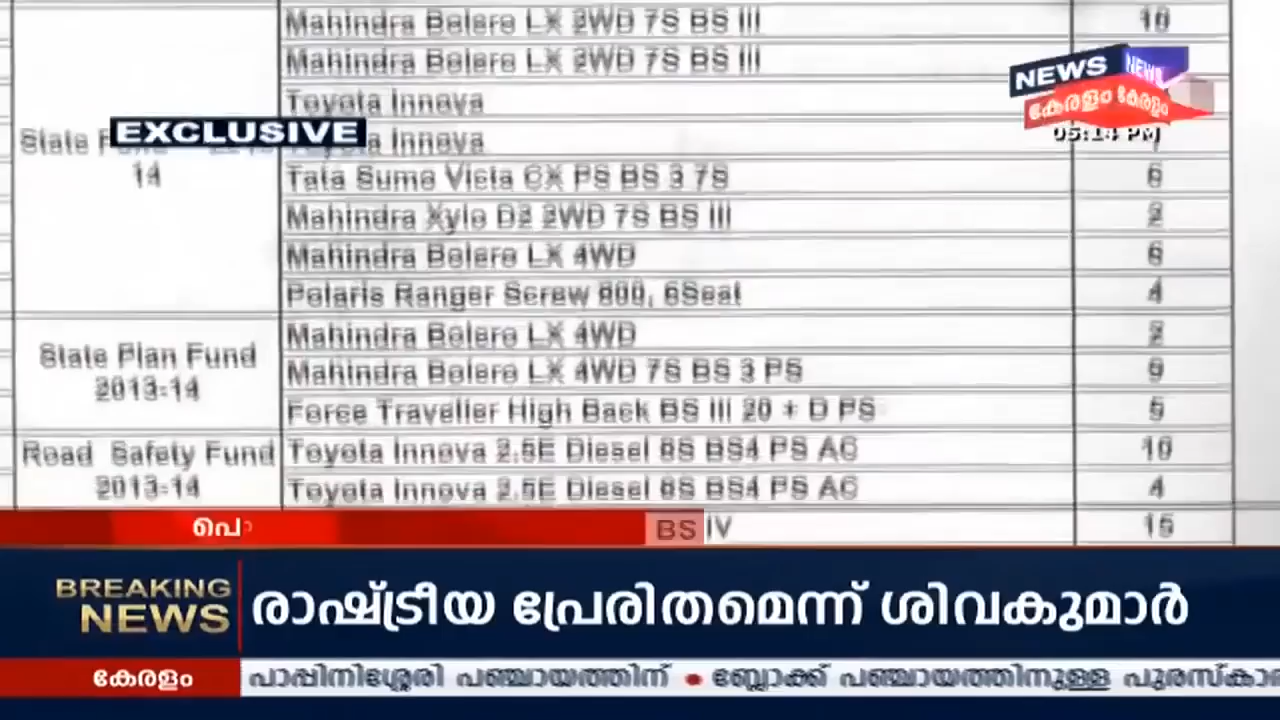 Mahindra Bolero LX 2WD 7S BS III
Mahindra Bolero LX 2WD 7S BS III
Toyota Innova
EXCLUSIVE
Innova
State
14
Tata Sumo Victa CX PS BS 3 7S
6
Mahindra Xylo D2 2WD 7S BS III
2
Mahindra Bolero LX 4WD
6
Polaris Ranger Screw 800, 6Seat
4
State Plan Fund
2013-14
Mahindra Bolero LX 4WD
2
Mahindra Bolero LX 4WD 7S BS 3 PS
9
Force Traveller High Back BS III 20 + D PS
5
Road Safety Fund
2013-14
Toyota Innova 2.5E Diesel 8S BS4 PS AC
10
Toyota Innova 2.5E Diesel 8S BS4 PS AC
4
BS IV
15
NEWS
കേരളം
05:14 PM
BREAKING
NEWS
രാഷ്ട്രീയ പ്രേരിതമെന്ന് ശിവകുമാർ
കേരളം
പാപ്പിനിശ്ശേരി പഞ്ചായത്തിന് • ബ്ലോക്ക് പഞ്ചായത്തിനുള്ള